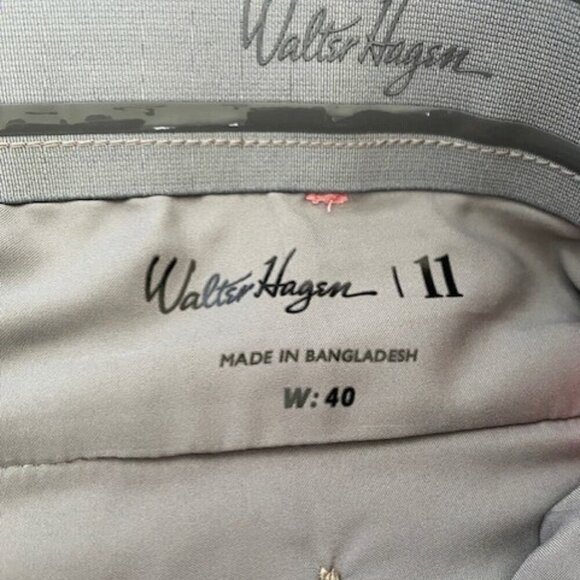 Walter Hagen
Walter Hagen | 11
MADE IN BANGLADESH
W: 40